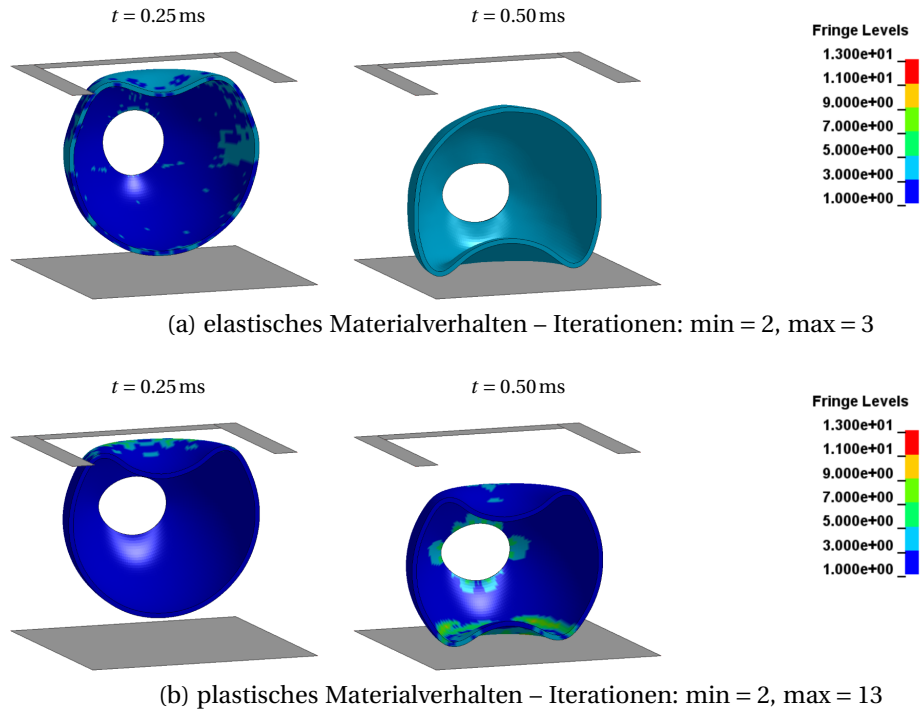 t = 0.25 ms
t = 0.50 ms
Fringe Levels
1.300e+01
1.100e+01
9.000e+00
7.000e+00
5.000e+00
3.000e+00
1.000e+00
(a) elastisches Materialverhalten – Iterationen: min = 2, max = 3
t = 0.25 ms
t = 0.50 ms
Fringe Levels
1.300e+01
1.100e+01
9.000e+00
7.000e+00
5.000e+00
3.000e+00
1.000e+00
(b) plastisches Materialverhalten – Iterationen: min = 2, max = 13